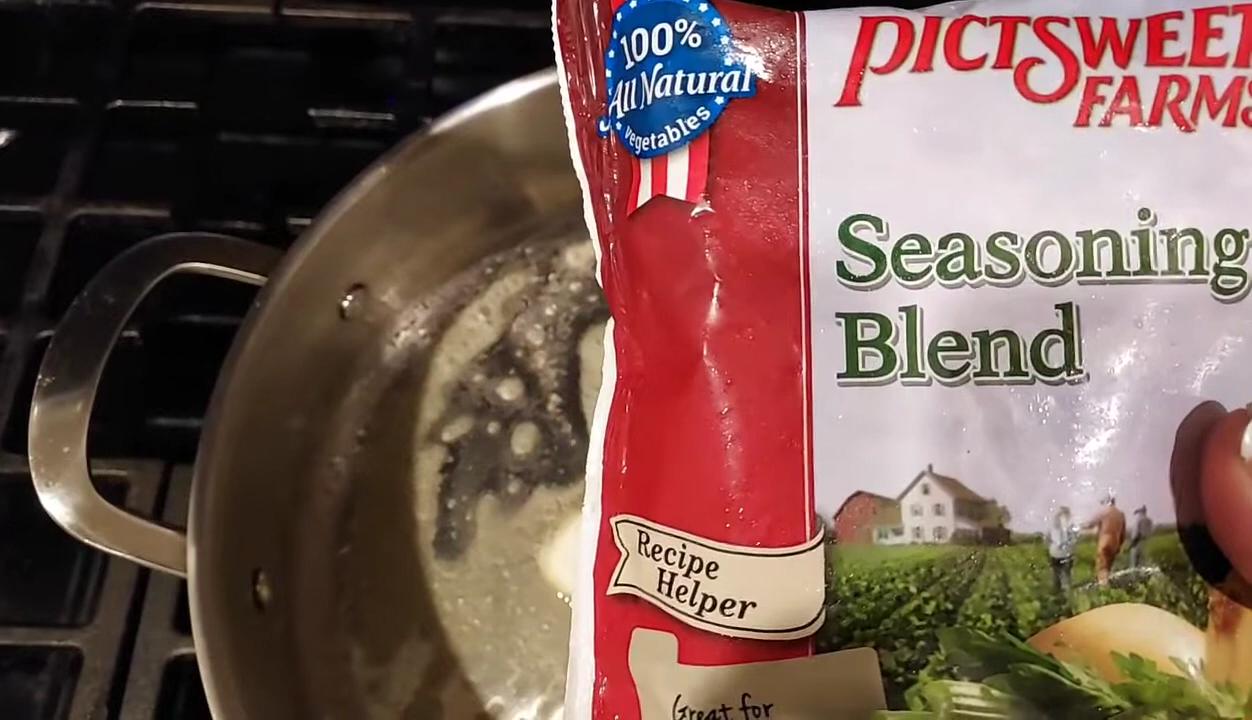 100%
All Natural
vegetables
PICTSWEET
FARMS
Seasoning
Blend
Recipe
Helper
Great for